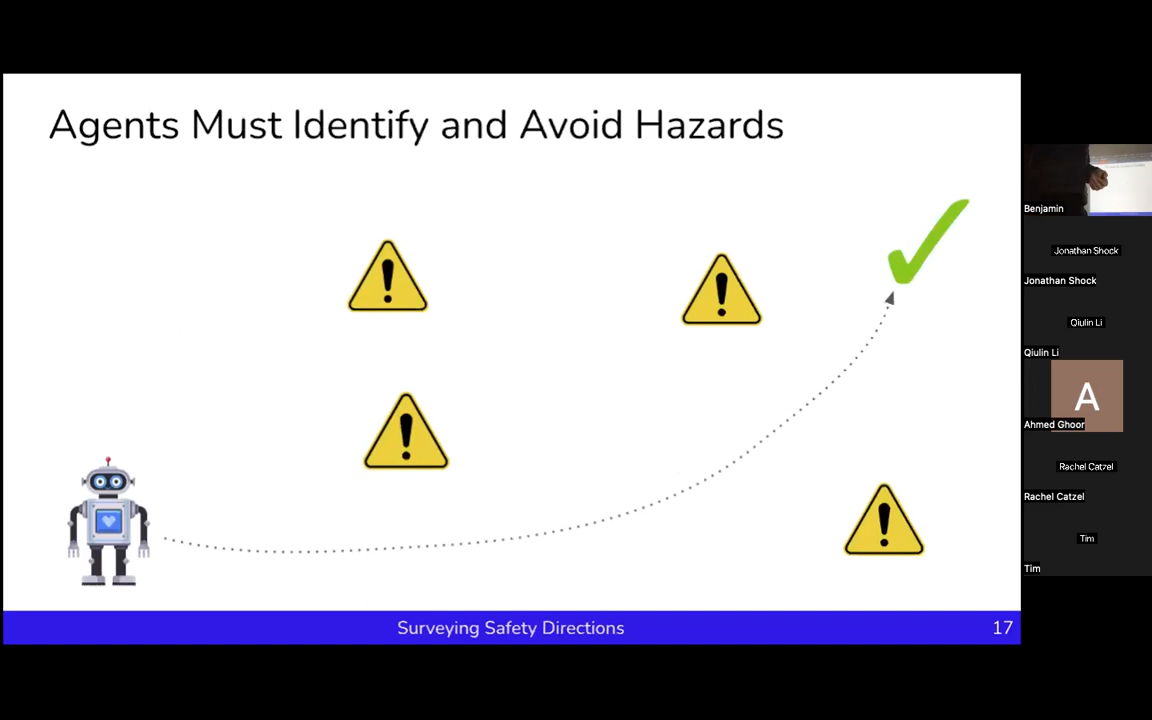 Agents Must Identify and Avoid Hazards
Surveying Safety Directions
17
Benjamin
Jonathan Shock
Jonathan Shock
Qiulin Li
Qiulin Li
A
Ahmed Ghoor
Rachel Catzel
Rachel Catzel
Tim
Tim